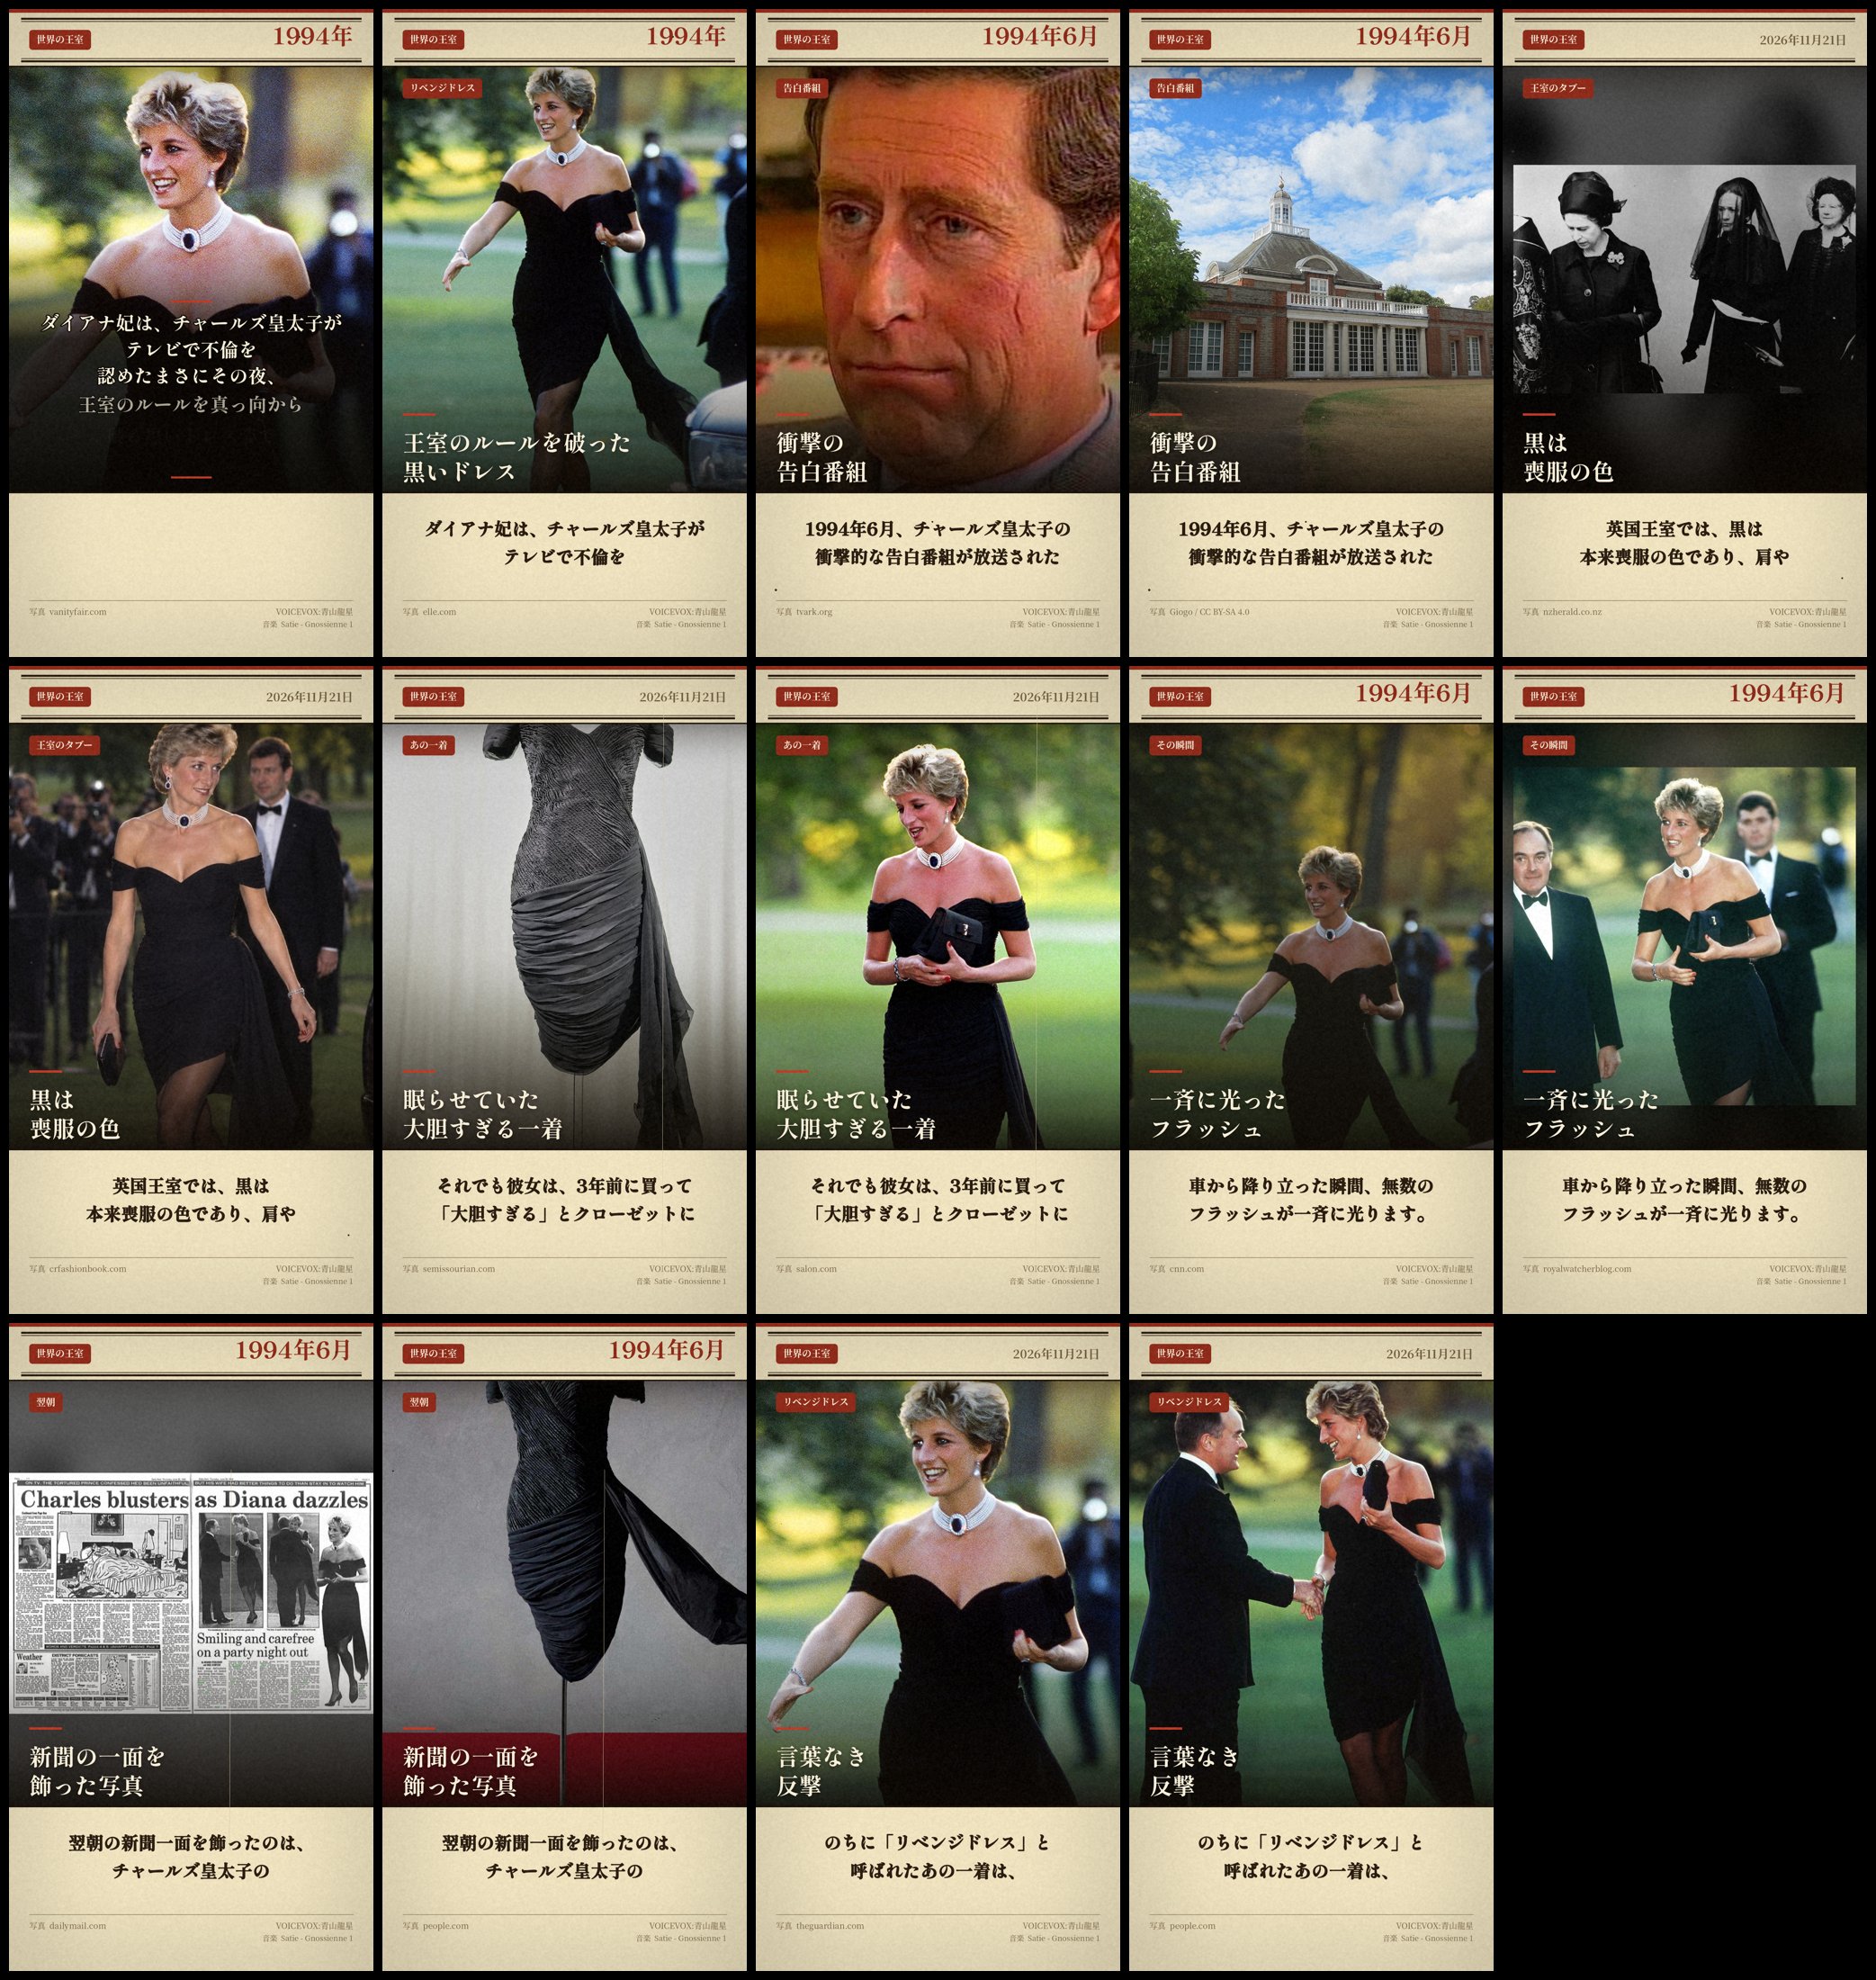 世界の王室
1994年
ダイアナ妃は、チャールズ皇太子が
テレビで不倫を
認めたまさにその夜、
王室のルールを真っ向から
写真 vanityfair.com
VOICEVOX:青山龍星
音楽 Satie - Gnossienne 1
世界の王室
1994年
リベンジドレス
王室のルールを破った
黒いドレス
ダイアナ妃は、チャールズ皇太子が
テレビで不倫を
写真 elle.com
VOICEVOX:青山龍星
音楽 Satie - Gnossienne 1
世界の王室
1994年6月
告白番組
衝撃の
告白番組
1994年6月、チャールズ皇太子の
衝撃的な告白番組が放送された
写真 tvark.org
VOICEVOX:青山龍星
音楽 Satie - Gnossienne 1
世界の王室
1994年6月
告白番組
衝撃の
告白番組
1994年6月、チャールズ皇太子の
衝撃的な告白番組が放送された
写真 Giogo / CC BY-SA 4.0
VOICEVOX:青山龍星
音楽 Satie - Gnossienne 1
世界の王室
2026年11月21日
王室のタブー
黒は
喪服の色
英国王室では、黒は
本来喪服の色であり、肩や
写真 nzherald.co.nz
VOICEVOX:青山龍星
音楽 Satie - Gnossienne 1
世界の王室
2026年11月21日
王室のタブー
黒は
喪服の色
英国王室では、黒は
本来喪服の色であり、肩や
写真 crfashionbook.com
VOICEVOX:青山龍星
音楽 Satie - Gnossienne 1
世界の王室
2026年11月21日
あの一着
眠らせていた
大胆すぎる一着
それでも彼女は、3年前に買って
「大胆すぎる」とクローゼットに
写真 semissourian.com
VOICEVOX:青山龍星
音楽 Satie - Gnossienne 1
世界の王室
2026年11月21日
あの一着
眠らせていた
大胆すぎる一着
それでも彼女は、3年前に買って
「大胆すぎる」とクローゼットに
写真 salon.com
VOICEVOX:青山龍星
音楽 Satie - Gnossienne 1
世界の王室
1994年6月
その瞬間
一斉に光った
フラッシュ
車から降り立った瞬間、無数の
フラッシュが一斉に光ります。
写真 cnn.com
VOICEVOX:青山龍星
音楽 Satie - Gnossienne 1
世界の王室
1994年6月
その瞬間
一斉に光った
フラッシュ
車から降り立った瞬間、無数の
フラッシュが一斉に光ります。
写真 royalwatcherblog.com
VOICEVOX:青山龍星
音楽 Satie - Gnossienne 1
世界の王室
1994年6月
翌朝
Charles blusters as Diana dazzles
Smiling and carefree
on a party night out
Weather
新聞の一面を
飾った写真
翌朝の新聞一面を飾ったのは、
チャールズ皇太子の
写真 dailymail.com
VOICEVOX:青山龍星
音楽 Satie - Gnossienne 1
世界の王室
1994年6月
翌朝
新聞の一面を
飾った写真
翌朝の新聞一面を飾ったのは、
チャールズ皇太子の
写真 people.com
VOICEVOX:青山龍星
音楽 Satie - Gnossienne 1
世界の王室
2026年11月21日
リベンジドレス
言葉なき
反撃
のちに「リベンジドレス」と
呼ばれたあの一着は、
写真 theguardian.com
VOICEVOX:青山龍星
音楽 Satie - Gnossienne 1
世界の王室
2026年11月21日
リベンジドレス
言葉なき
反撃
のちに「リベンジドレス」と
呼ばれたあの一着は、
写真 people.com
VOICEVOX:青山龍星
音楽 Satie - Gnossienne 1